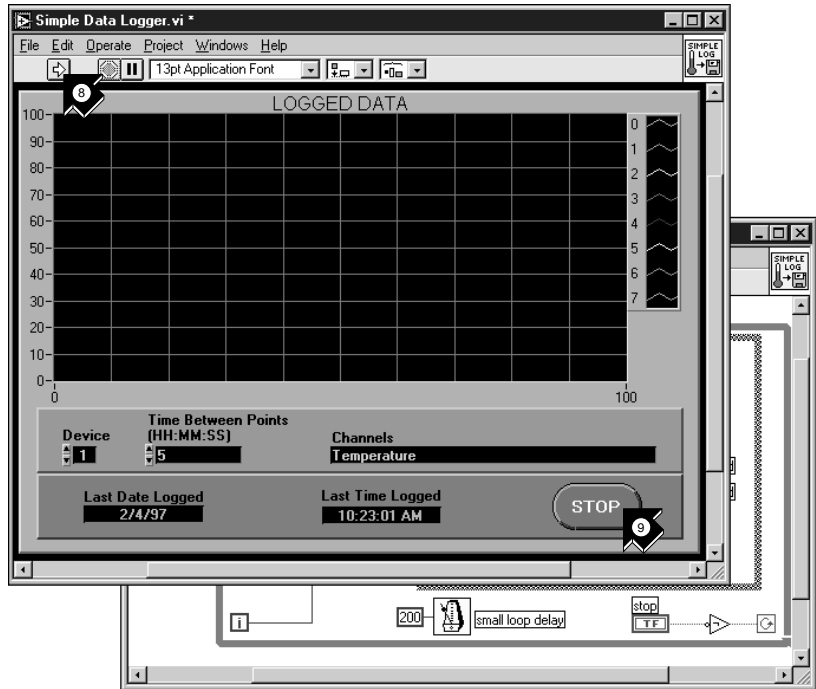 Simple Data Logger.vi *
File Edit Operate Project Windows Help
SIMPLE
LOG
13pt Application Font
8
LOGGED DATA
100
90
80
70
60
50
40
30
20
10
0
0
100
0
1
2
3
4
5
6
7
Device
1
Time Between Points
(HH:MM:SS)
5
Channels
Temperature
Last Date Logged
2/4/97
Last Time Logged
10:23:01 AM
STOP
9
SIMPLE
LOG
i
200
small loop delay
stop
TF